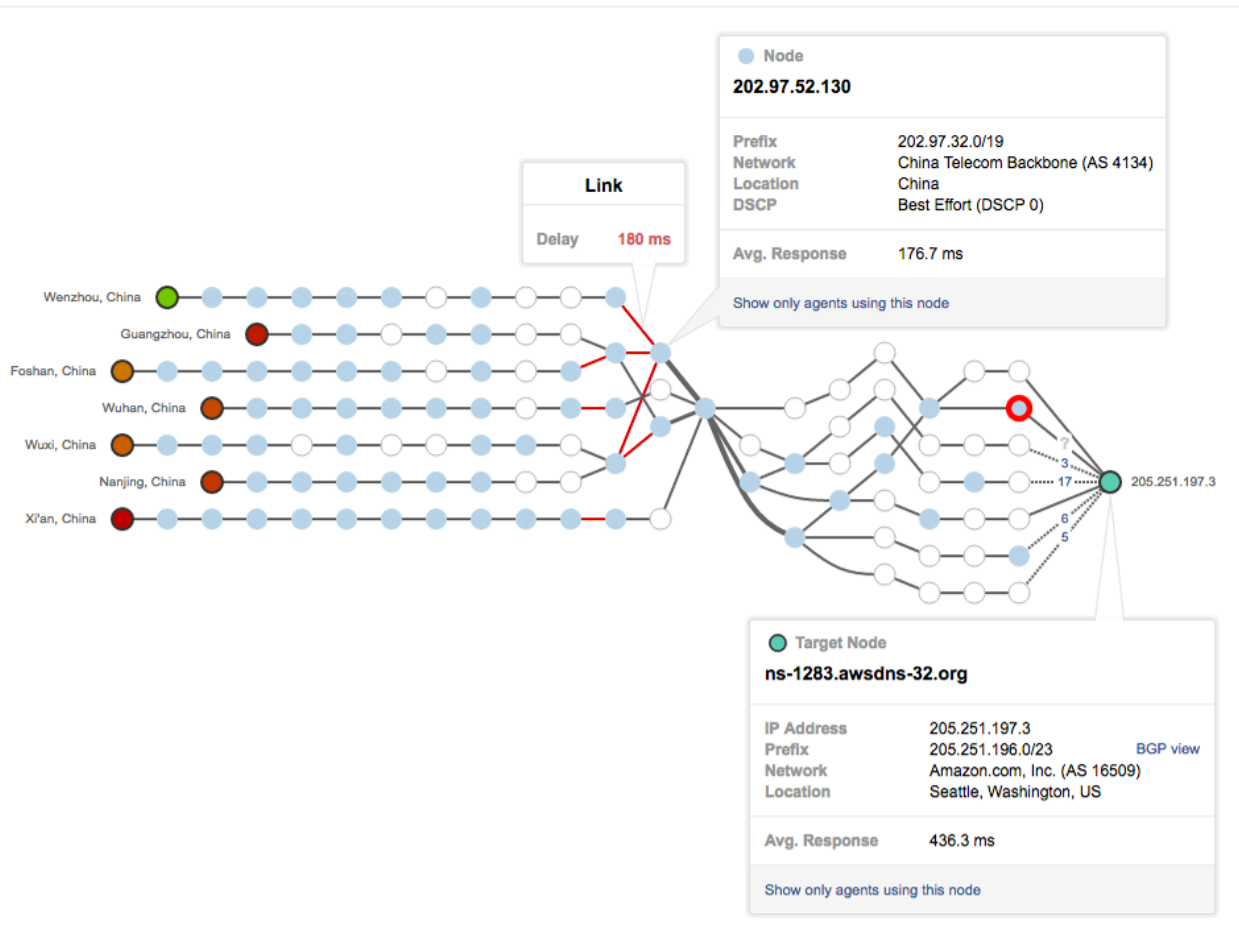 Node
202.97.52.130
Prefix 202.97.32.0/19
Network China Telecom Backbone (AS 4134)
Location China
DSCP Best Effort (DSCP 0)
Avg. Response 176.7 ms
Show only agents using this node
Link
Delay 180 ms
Wenzhou, China
Guangzhou, China
Foshan, China
Wuhan, China
Wuxi, China
Nanjing, China
Xi'an, China
?
3
17
6
5
205.251.197.3
Target Node
ns-1283.awsdns-32.org
IP Address 205.251.197.3
Prefix 205.251.196.0/23 BGP view
Network Amazon.com, Inc. (AS 16509)
Location Seattle, Washington, US
Avg. Response 436.3 ms
Show only agents using this node